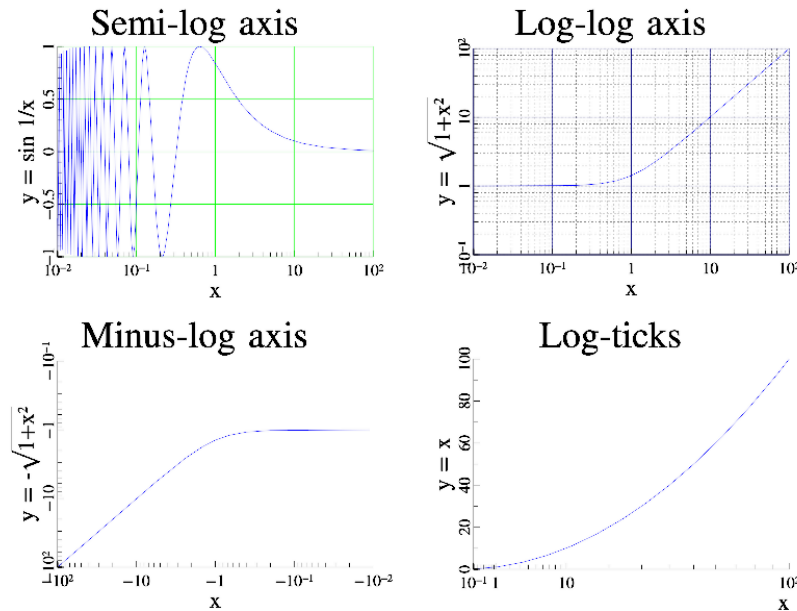 Semi-log axis
y = sin 1/x
1
0.5
0
-0.5
-1
10⁻² 10⁻¹ 1 10 10²
x
Log-log axis
y = √1+x²
10²
10
1
10⁻¹
10⁻² 10⁻¹ 1 10 10²
x
Minus-log axis
y = -√1+x²
-10⁻¹
-1
-10
-10² -10 -1 -10⁻¹ -10⁻²
x
Log-ticks
y = x
100
80
60
40
20
0
10⁻¹ 1 10
x